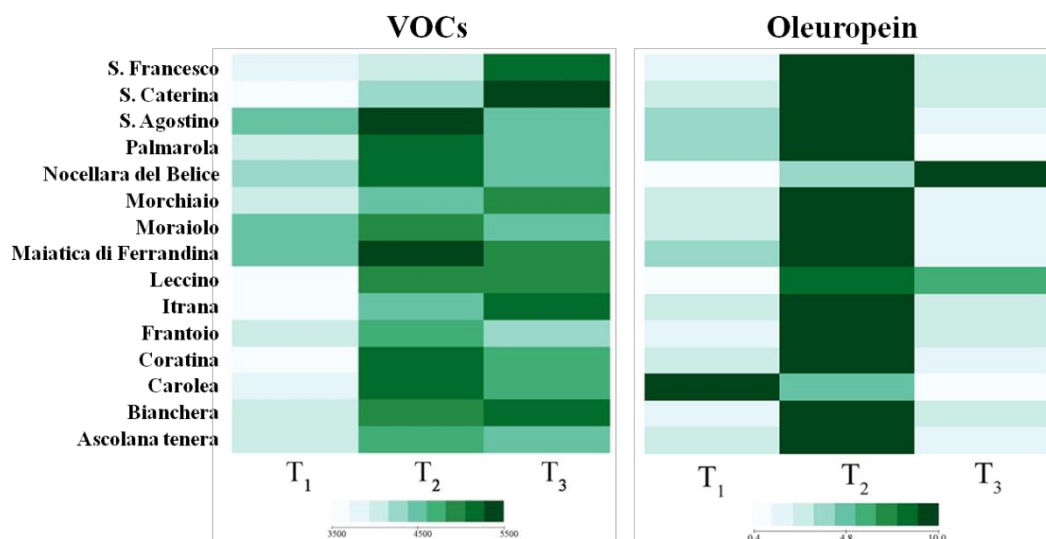 VOCs
Oleuropein
S. Francesco
S. Caterina
S. Agostino
Palmarola
Nocellara del Belice
Morchiaio
Moraiolo
Maiatica di Ferrandina
Leccino
Itrana
Frantoio
Coratina
Carolea
Bianchera
Ascolana tenera
T₁ T₂ T₃
T₁ T₂ T₃
3500 4500 5500
0.4 4.8 10.0